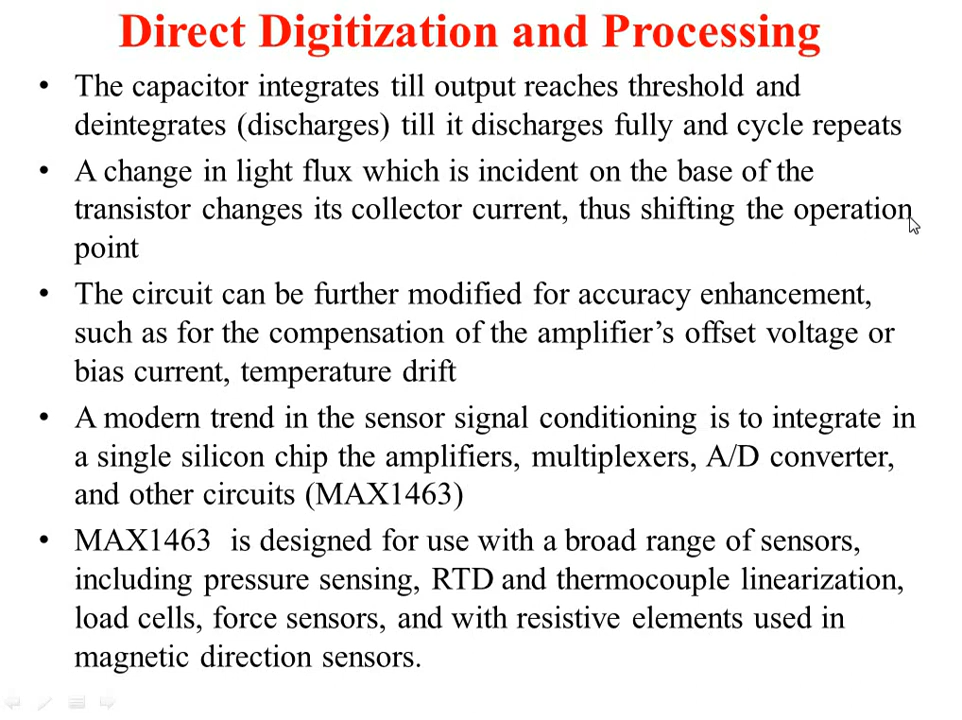 Direct Digitization and Processing
• The capacitor integrates till output reaches threshold and
deintegrates (discharges) till it discharges fully and cycle repeats
• A change in light flux which is incident on the base of the
transistor changes its collector current, thus shifting the operation
point
• The circuit can be further modified for accuracy enhancement,
such as for the compensation of the amplifier’s offset voltage or
bias current, temperature drift
• A modern trend in the sensor signal conditioning is to integrate in
a single silicon chip the amplifiers, multiplexers, A/D converter,
and other circuits (MAX1463)
• MAX1463  is designed for use with a broad range of sensors,
including pressure sensing, RTD and thermocouple linearization,
load cells, force sensors, and with resistive elements used in
magnetic direction sensors.